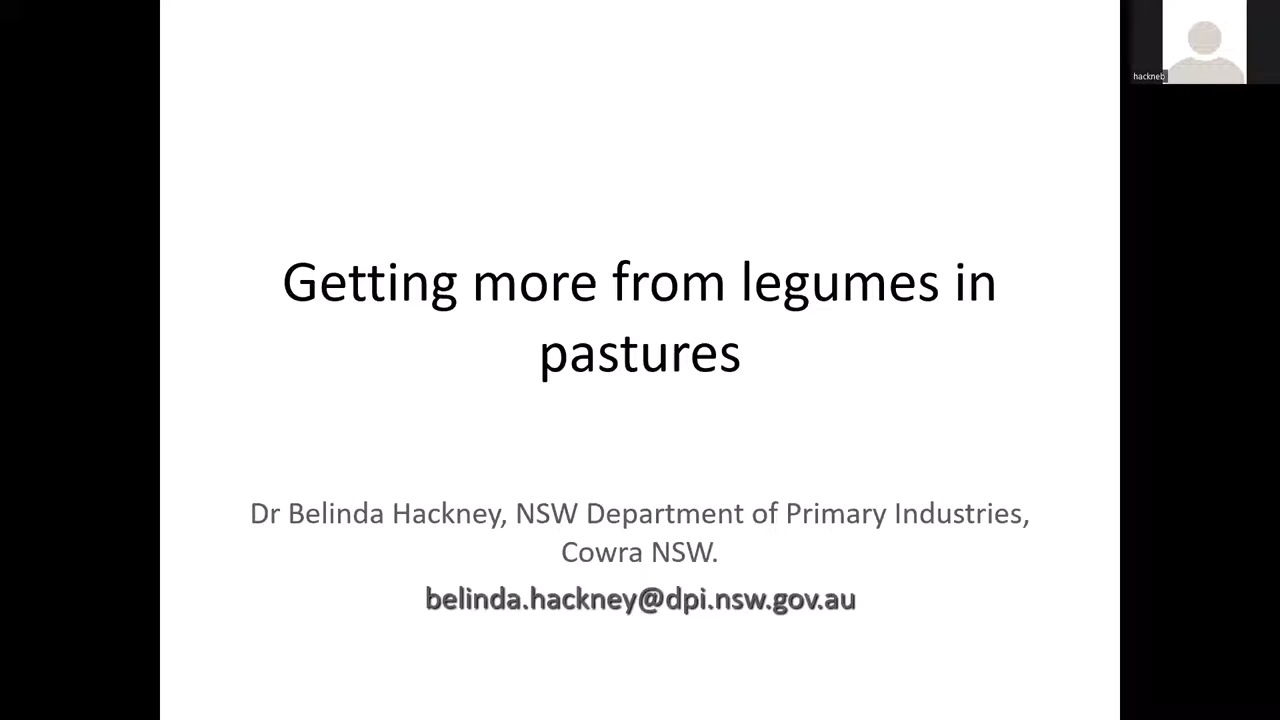 hackneb
Getting more from legumes in
pastures
Dr Belinda Hackney, NSW Department of Primary Industries,
Cowra NSW.
belinda.hackney@dpi.nsw.gov.au